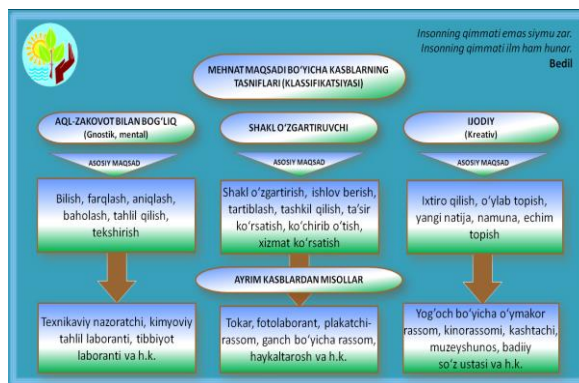 Insonning qimmati emas siymu zar.
Insonning qimmati ilm ham hunar.
Bedil
MEHNAT MAQSADI BO'YICHA KASBLARNING
TASNIFLARI (KLASSIFIKATSIYASI)
AQL-ZAKOVOT BILAN BOG'LIQ
(Gnostik, mental)
SHAKL O'ZGARTIRUVCHI
IJODIY
(Kreativ)
ASOSIY MAQSAD
ASOSIY MAQSAD
ASOSIY MAQSAD
Bilish, farqlash, aniqlash,
baholash, tahlil qilish,
tekshirish
Shakl o'zgartirish, ishlov berish,
tartiblash, tashkil qilish, ta'sir
ko'rsatish, ko'chirib o'tish,
xizmat ko'rsatish
Ixtiro qilish, o'ylab topish,
yangi natija, namuna, echim
topish
AYRIM KASBLARDAN MISOLLAR
Texnikaviy nazoratchi, kimyoviy
tahlil laboranti, tibbiyot
laboranti va h.k.
Tokar, fotolaborant, plakatchi-
rassom, ganch bo'yicha rassom,
haykaltarosh va h.k.
Yog'och bo'yicha o'ymakor
rassom, kinorassomi, kashtachi,
muzeyshunos, badiiy
so'z ustasi va h.k.